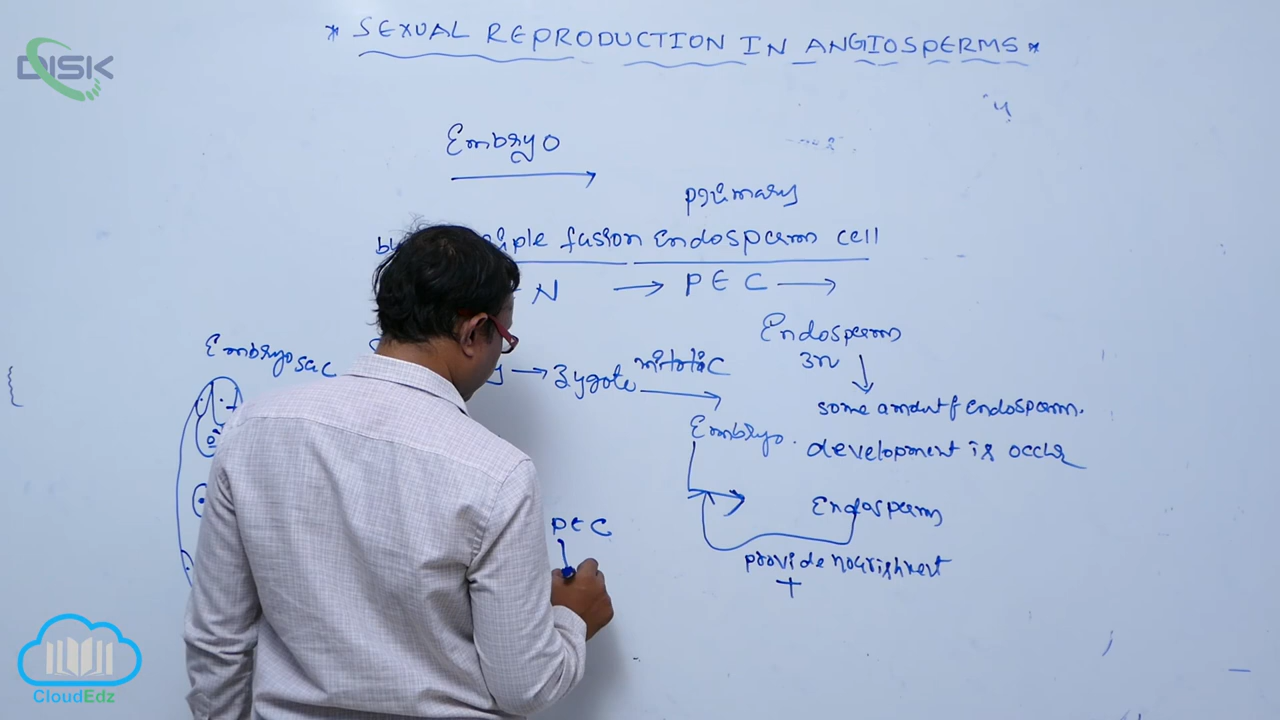 * SEXUAL REPRODUCTION IN ANGIOSPERMS *
DISK
Embryo
primary
fusion Endosperm cell
N → PEC →
Endosperm
3N
Embryo sac
→ Zygote mitotic
some amount of Endosperm.
Embryo. development is occur
Endosperm
PEC
provide nourishment
+
CloudEdz